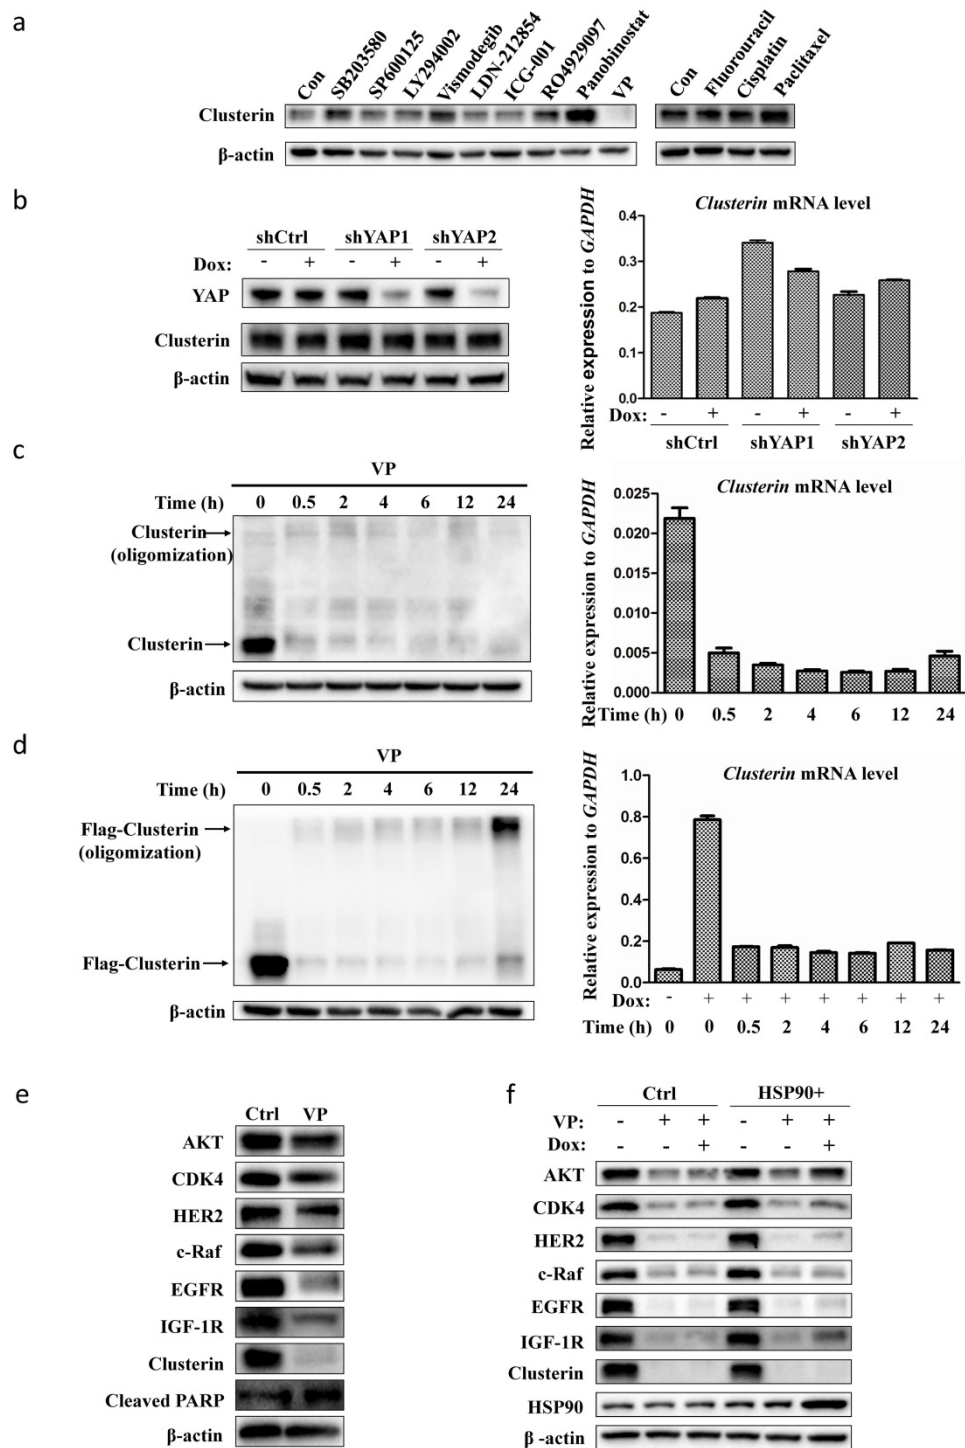 a
Con SB203580 SP600125 LY294002 Vismodegib LDN-212854 ICG-001 RO4929097 Panobinostat VP Con Fluorouracil Cisplatin Paclitaxel
Clusterin
β-actin
b
shCtrl shYAP1 shYAP2
Dox: - + - + - +
YAP
Clusterin
β-actin
Clusterin mRNA level
Relative expression to GAPDH
0.4
0.3
0.2
0.1
0.0
Dox: - + - + - +
shCtrl shYAP1 shYAP2
c
VP
Time (h) 0 0.5 2 4 6 12 24
Clusterin
(oligomization)
Clusterin
β-actin
Clusterin mRNA level
Relative expression to GAPDH
0.025
0.020
0.015
0.010
0.005
0.000
Time (h) 0 0.5 2 4 6 12 24
d
VP
Time (h) 0 0.5 2 4 6 12 24
Flag-Clusterin
(oligomization)
Flag-Clusterin
β-actin
Clusterin mRNA level
Relative expression to GAPDH
1.0
0.8
0.6
0.4
0.2
0.0
Dox: - + + + + + + +
Time (h) 0 0 0.5 2 4 6 12 24
e
Ctrl VP
AKT
CDK4
HER2
c-Raf
EGFR
IGF-1R
Clusterin
Cleaved PARP
β-actin
f
Ctrl HSP90+
VP: - + + - + +
Dox: - - + - - +
AKT
CDK4
HER2
c-Raf
EGFR
IGF-1R
Clusterin
HSP90
β -actin